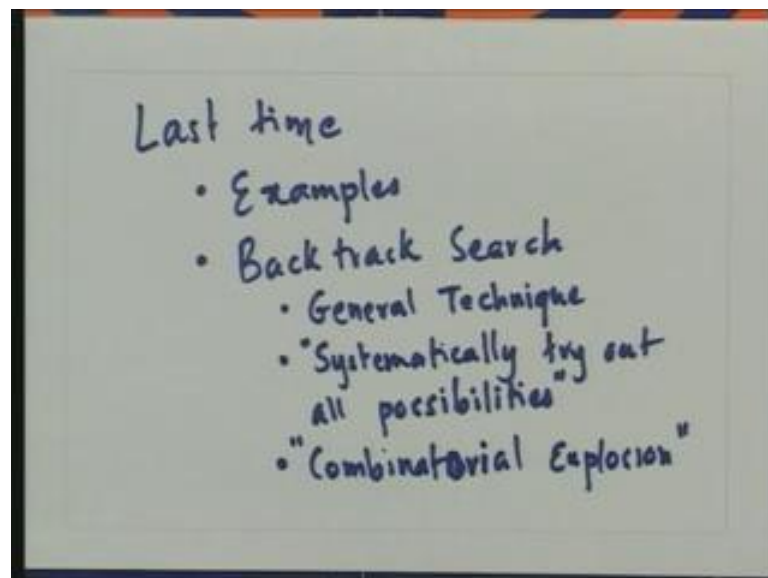 Last time
• Examples
• Backtrack Search
• General Technique
• "Systematically try out
all possibilities"
• "Combinatorial Explosion"